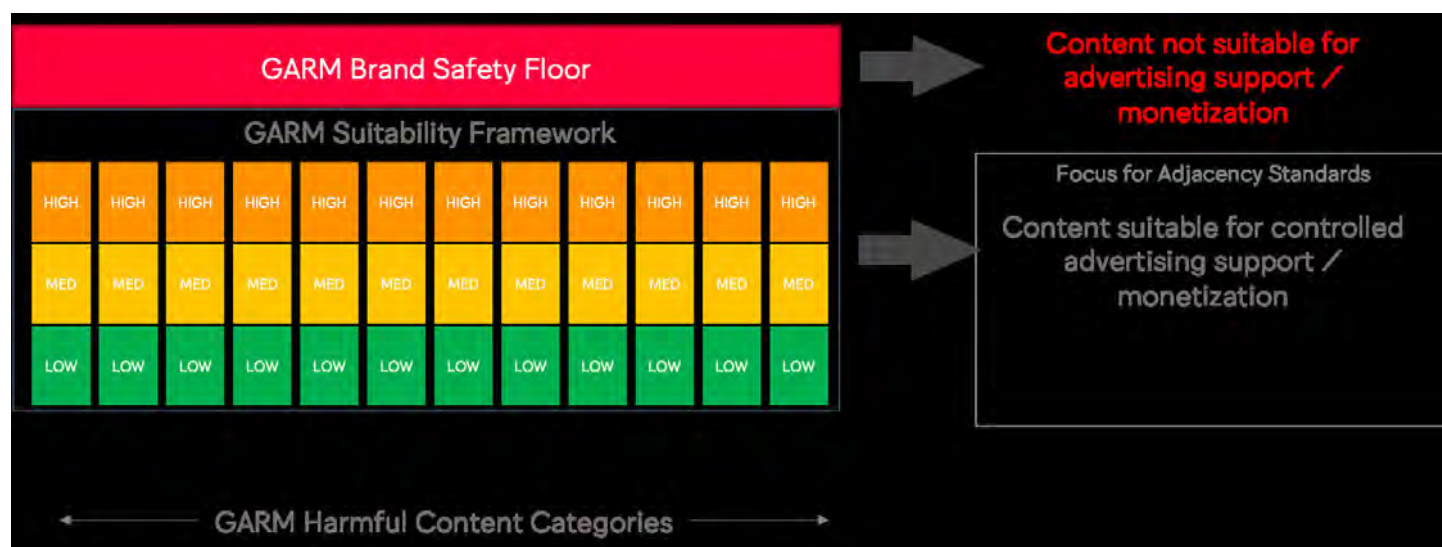 GARM Brand Safety Floor
Content not suitable for
advertising support /
monetization
GARM Suitability Framework
HIGH HIGH HIGH HIGH HIGH HIGH HIGH HIGH HIGH HIGH HIGH HIGH
MED MED MED MED MED MED MED MED MED MED MED MED
LOW LOW LOW LOW LOW LOW LOW LOW LOW LOW LOW LOW
Focus for Adjacency Standards
Content suitable for controlled
advertising support /
monetization
GARM Harmful Content Categories